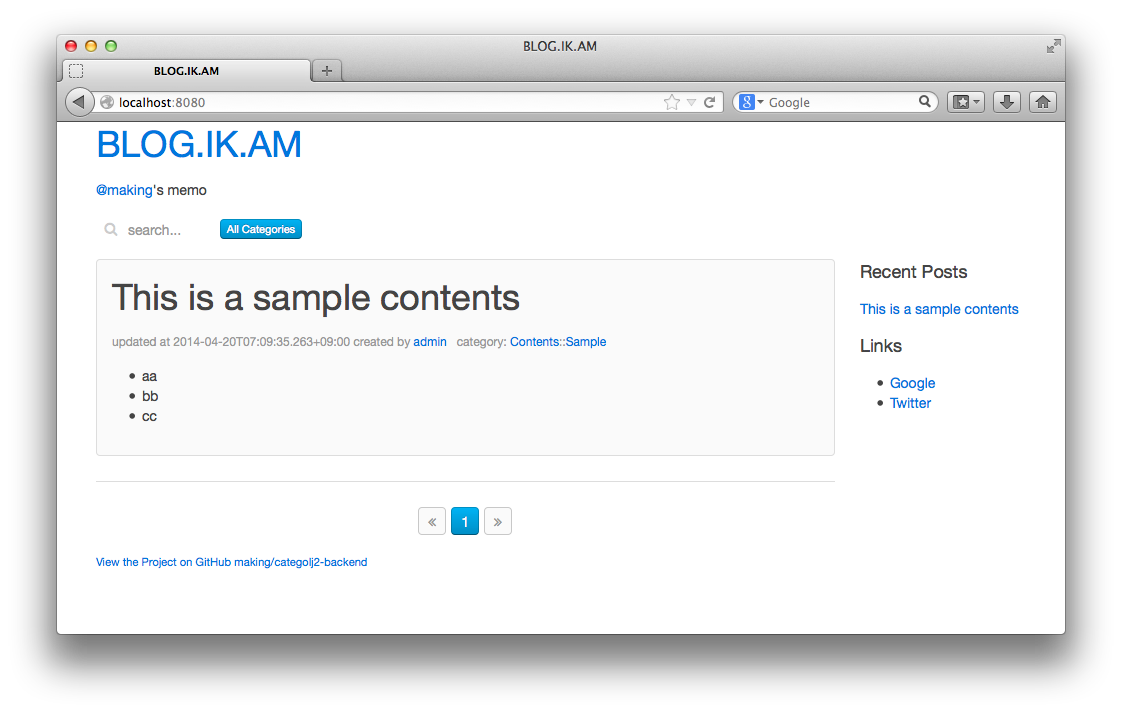 BLOG.IK.AM
BLOG.IK.AM
localhost:8080
Google
BLOG.IK.AM
@making's memo
search...
All Categories
This is a sample contents
updated at 2014-04-20T07:09:35.263+09:00 created by admin category: Contents::Sample
• aa
• bb
• cc
Recent Posts
This is a sample contents
Links
• Google
• Twitter
« 1 »
View the Project on GitHub making/categolj2-backend